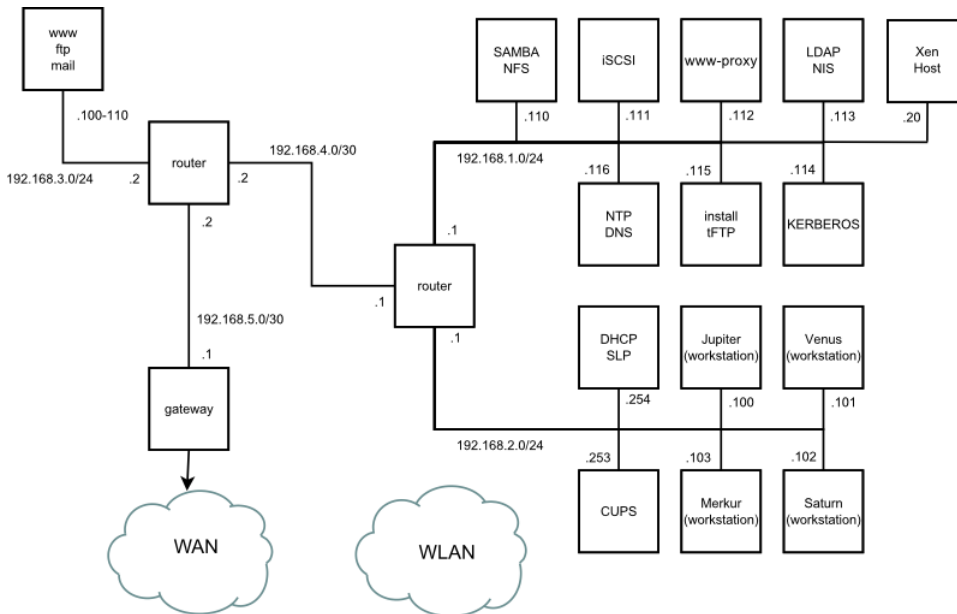 www
ftp
mail
SAMBA
NFS
iSCSI
www-proxy
LDAP
NIS
Xen
Host
.100-110
.110
.111
.112
.113
.20
192.168.4.0/30
192.168.1.0/24
router
192.168.3.0/24
.2
.2
.2
.116
.115
.114
NTP
DNS
install
tFTP
KERBEROS
.1
router
.1
.1
192.168.5.0/30
.1
gateway
DHCP
SLP
Jupiter
(workstation)
Venus
(workstation)
.254
.100
.101
192.168.2.0/24
.253
.103
.102
CUPS
Merkur
(workstation)
Saturn
(workstation)
WAN
WLAN